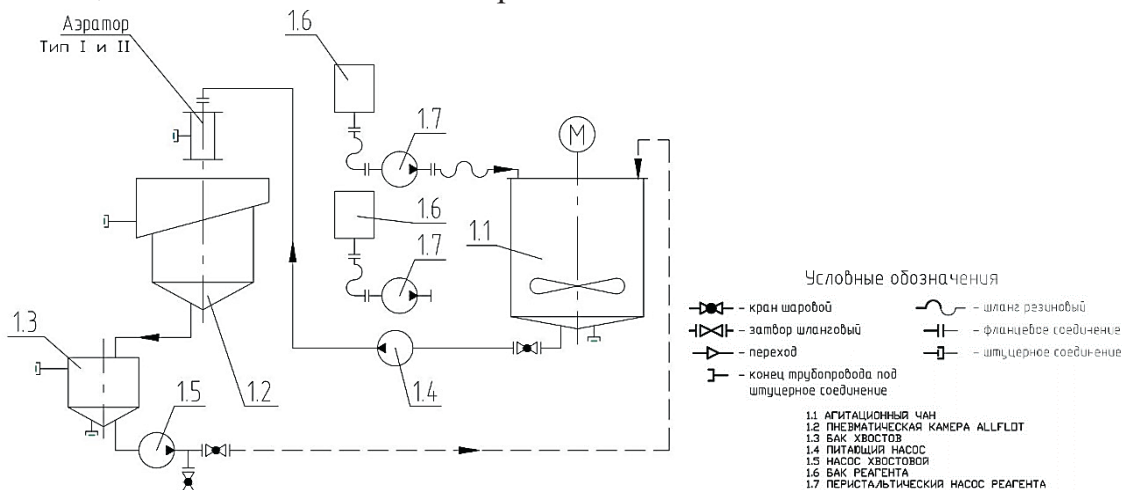 Аэратор
Тип I и II
1.6
1.7
М
1.6
1.7
1.1
1.3
1.2
1.5
1.4
Условные обозначения
- кран шаровой
- затвор шланговый
- переход
- конец трубопровода под
штуцерное соединение
- шланг резиновый
- фланцевое соединение
- штуцерное соединение
1.1 АГИТАЦИОННЫЙ ЧАН
1.2 ПНЕВМАТИЧЕСКАЯ КАМЕРА ALLFLOT
1.3 БАК ХВОСТОВ
1.4 ПИТАЮЩИЙ НАСОС
1.5 НАСОС ХВОСТОВОЙ
1.6 БАК РЕАГЕНТА
1.7 ПЕРИСТАЛЬТИЧЕСКИЙ НАСОС РЕАГЕНТА